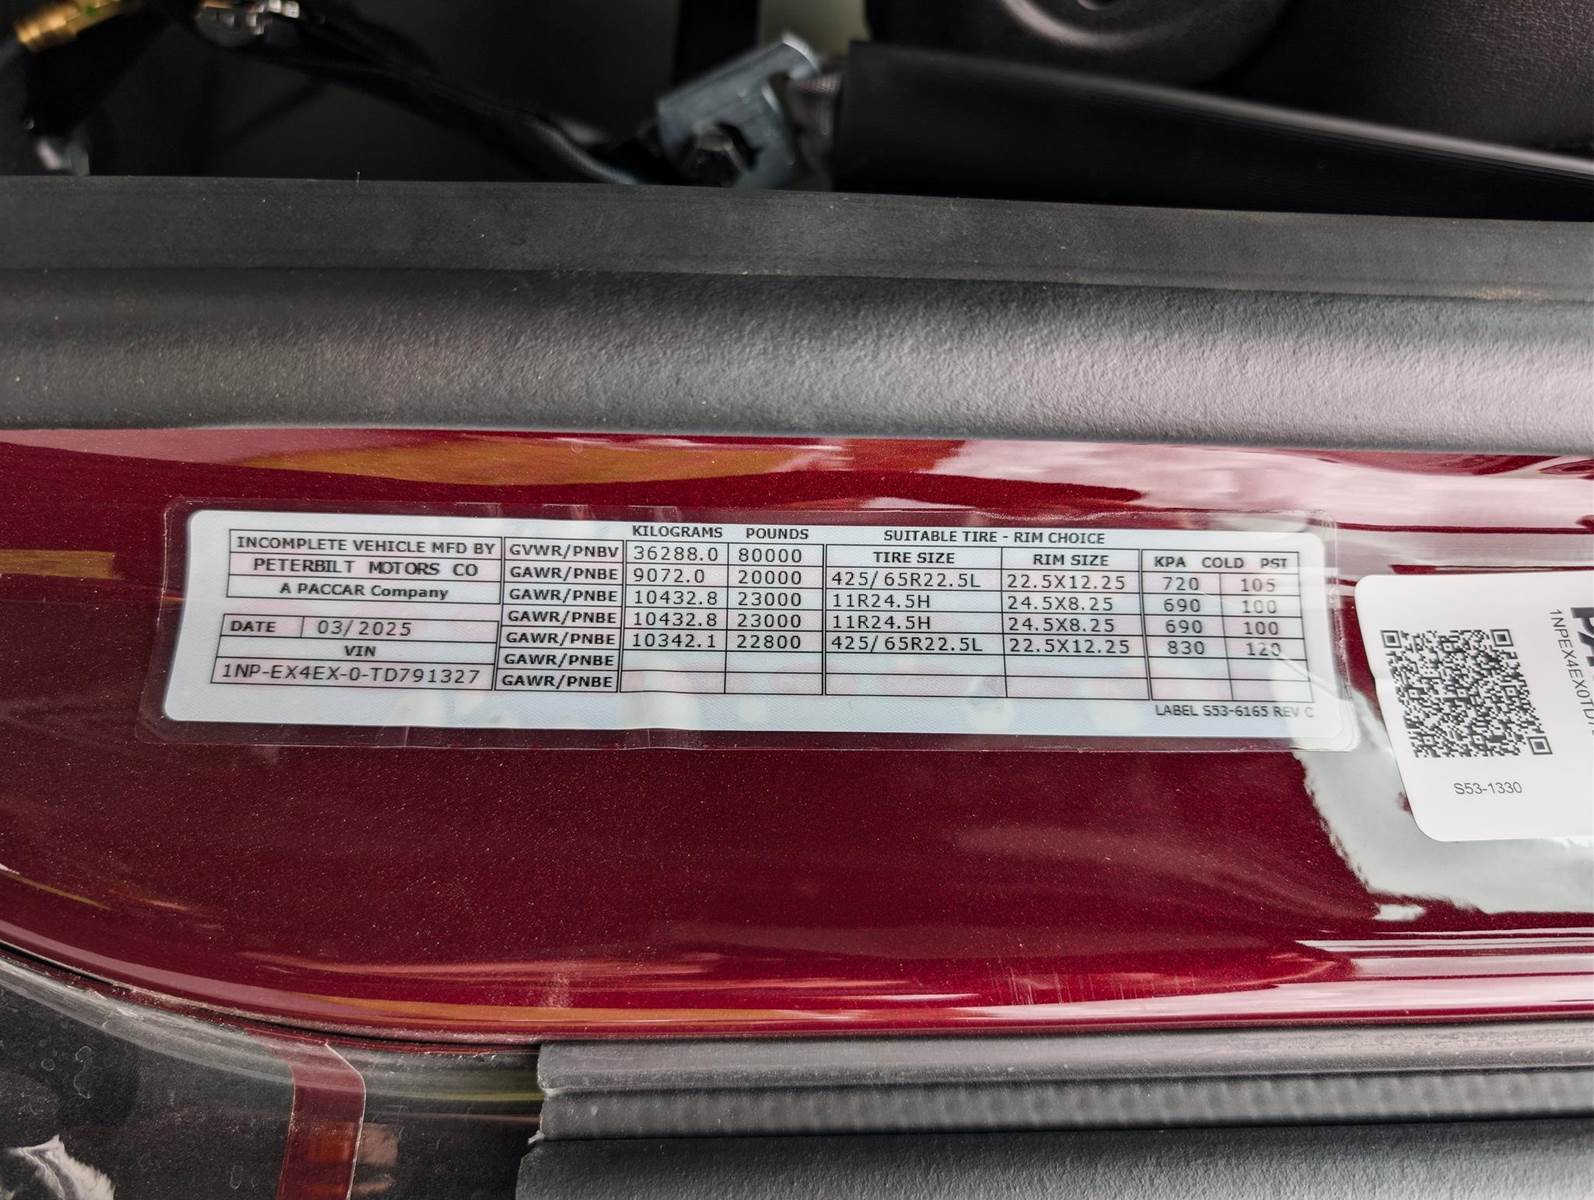 KILOGRAMS POUNDS SUITABLE TIRE - RIM CHOICE
INCOMPLETE VEHICLE MFD BY
PETERBILT MOTORS CO
A PACCAR Company
DATE 03/2025
VIN
1NP-EX4EX-0-TD791327
GVWR/PNBV 36288.0 80000 TIRE SIZE RIM SIZE KPA COLD PSI
GAWR/PNBE 9072.0 20000 425/65R22.5L 22.5X12.25 720 105
GAWR/PNBE 10432.8 23000 11R24.5H 24.5X8.25 690 100
GAWR/PNBE 10432.8 23000 11R24.5H 24.5X8.25 690 100
GAWR/PNBE 10342.1 22800 425/65R22.5L 22.5X12.25 830 120
GAWR/PNBE
GAWR/PNBE
LABEL S53-6165 REV C
S53-1330